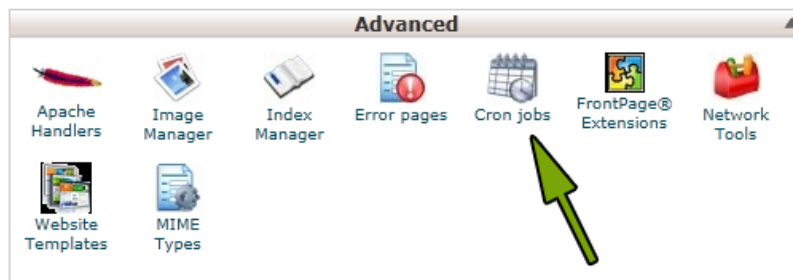 Advanced
Apache
Handlers
Image
Manager
Index
Manager
Error pages
Cron jobs
FrontPage®
Extensions
Network
Tools
Website
Templates
MIME
Types